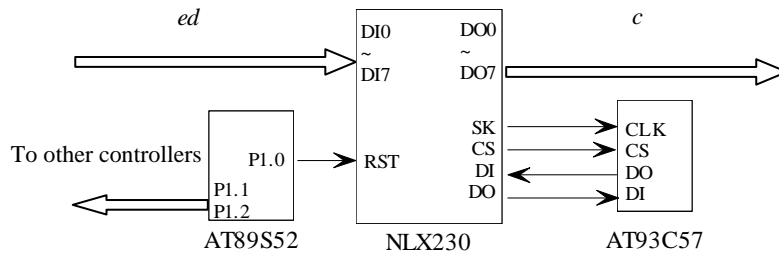 ed
c
DI0
~
DI7
DO0
~
DO7
SK
CS
DI
DO
RST
CLK
CS
DO
DI
To other controllers
P1.0
P1.1
P1.2
AT89S52
NLX230
AT93C57